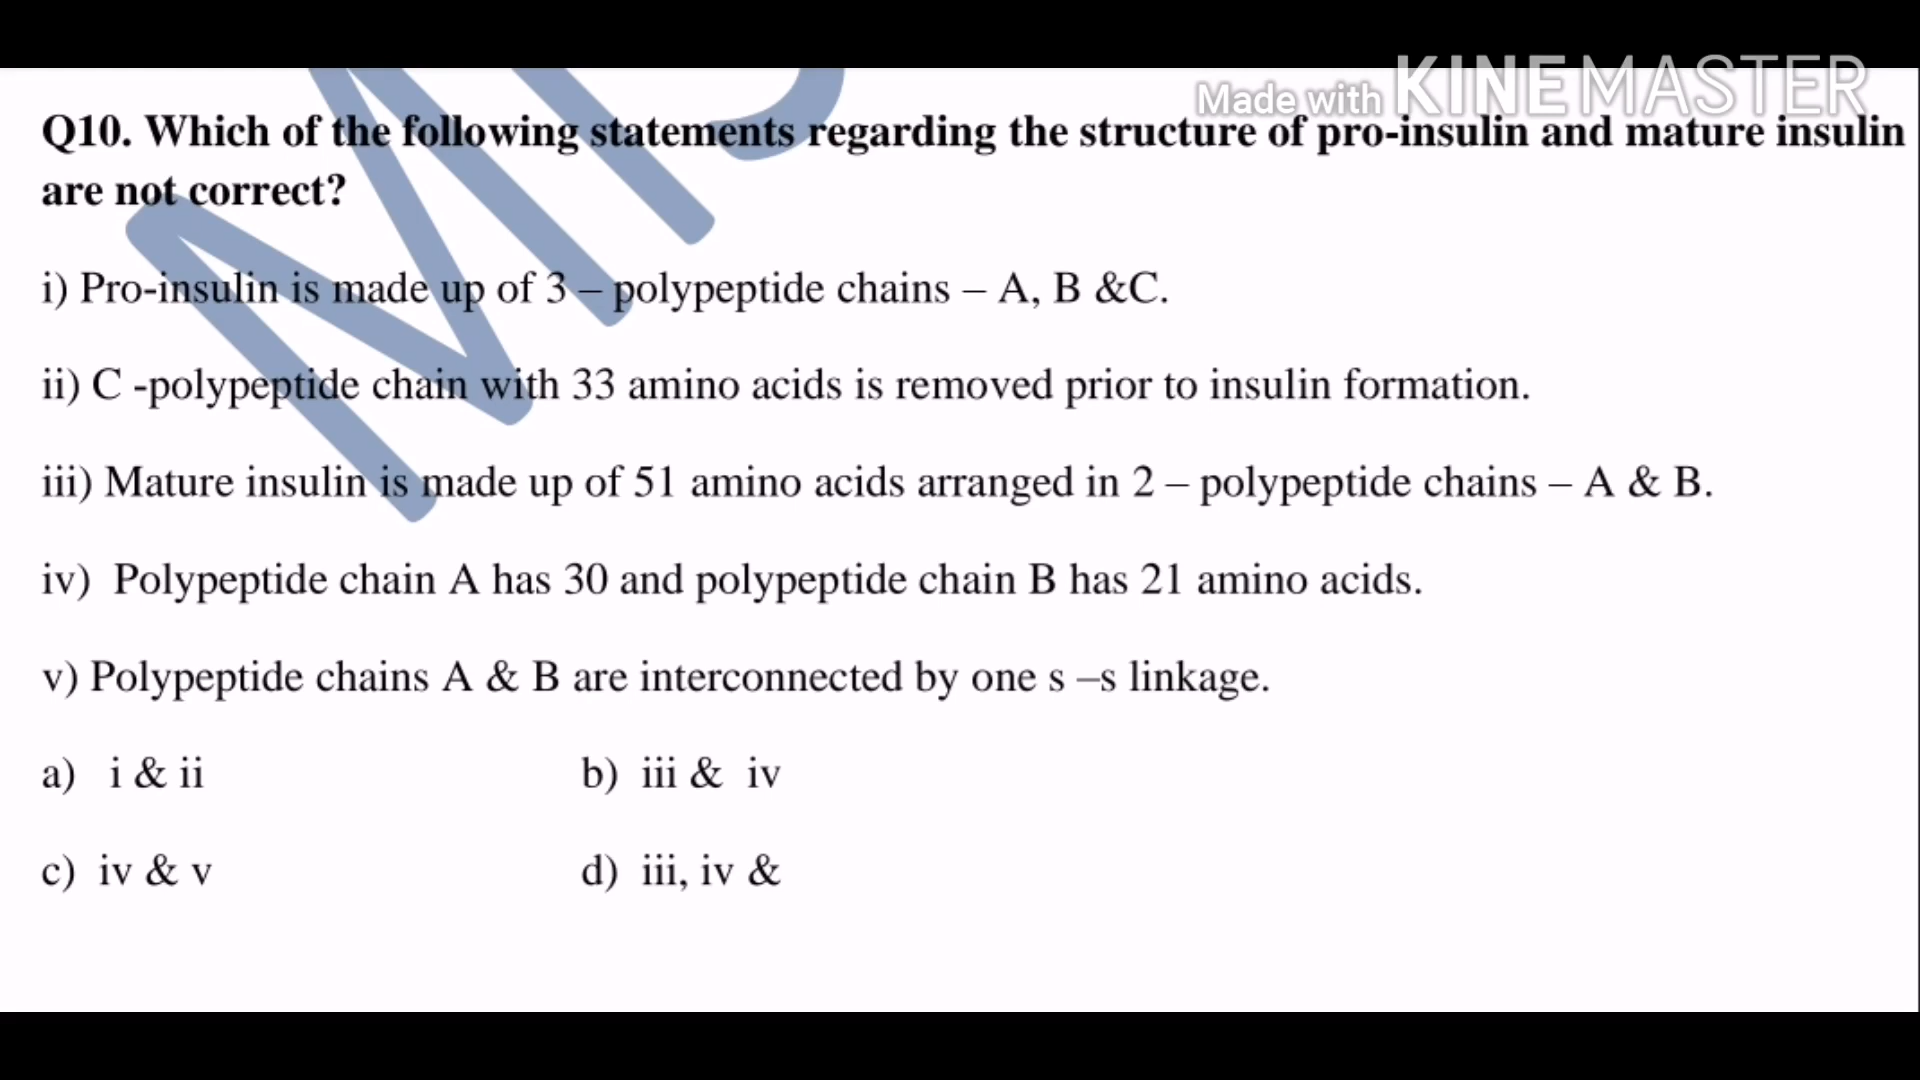 Made with KINEMASTER
Q10. Which of the following statements regarding the structure of pro-insulin and mature insulin
are not correct?
i) Pro-insulin is made up of 3 – polypeptide chains – A, B &C.
ii) C -polypeptide chain with 33 amino acids is removed prior to insulin formation.
iii) Mature insulin is made up of 51 amino acids arranged in 2 – polypeptide chains – A & B.
iv) Polypeptide chain A has 30 and polypeptide chain B has 21 amino acids.
v) Polypeptide chains A & B are interconnected by one s –s linkage.
a) i & ii b) iii & iv
c) iv & v d) iii, iv &